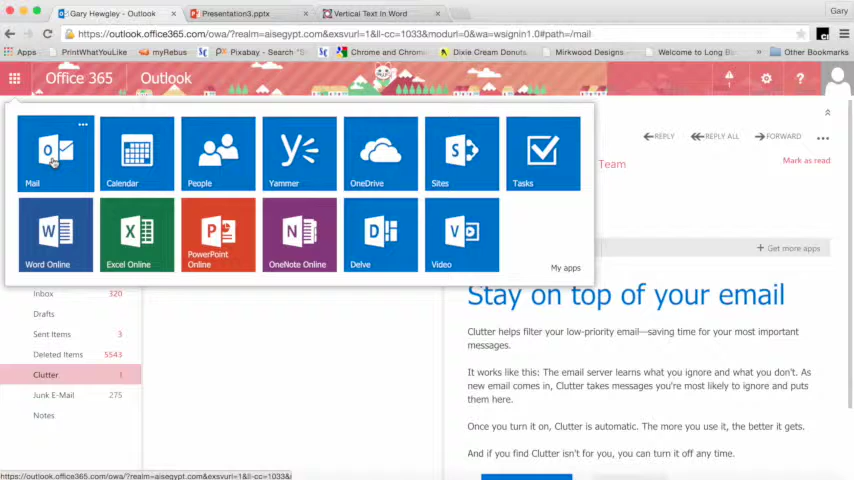 Gary Hewgley - Outlook
Presentation3.pptx
Vertical Text in Word
Gary
https://outlook.office365.com/owa/?realm=aisegypt.com&exsvurl=1&ll-cc=1033&modurl=0&wa=wsignin1.0#path=/mail
Apps
PrintWhatYouLike
myRebus
Pixabay - Search "S
Chrome and Chromi
Dixie Cream Donuts
Mirkwood Designs
Welcome to Long B
»
Other Bookmarks
Office 365
Outlook
?
REPLY
REPLY ALL
FORWARD
...
Team
Mark as read
...
Mail
Calendar
People
Yammer
OneDrive
Sites
Tasks
Word Online
Excel Online
PowerPoint
Online
OneNote Online
Delve
Video
My apps
+ Get more apps
Inbox 320
Drafts
Sent Items 3
Deleted Items 5543
Clutter 1
Junk E-Mail 275
Notes
Stay on top of your email
Clutter helps filter your low-priority email—saving time for your most important
messages.
It works like this: The email server learns what you ignore and what you don't. As
new email comes in, Clutter takes messages you're most likely to ignore and puts
them here.
Once you turn it on, Clutter is automatic. The more you use it, the better it gets.
And if you find Clutter isn't for you, you can turn it off any time.
https://outlook.office365.com/owa/?realm=aisegypt.com&exsvurl=1&ll-cc=1033&